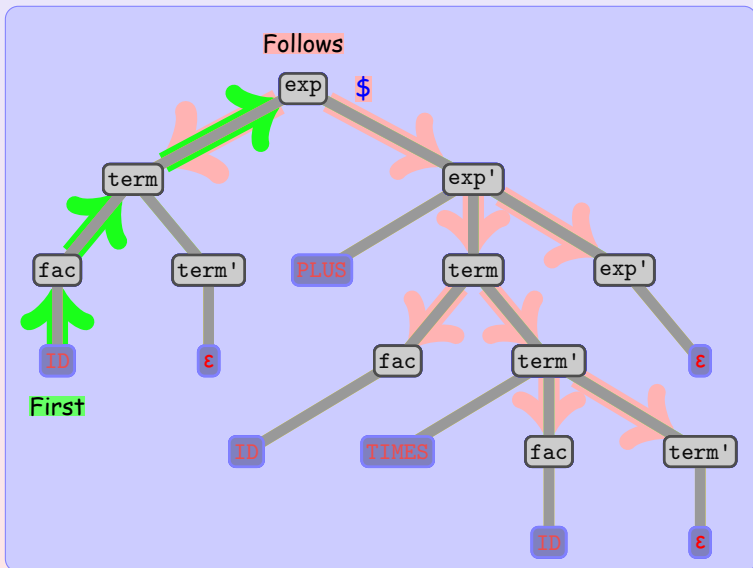 Follows
exp $
term exp'
fac term' PLUS term exp'
ID ε fac term' ε
First
ID TIMES fac term'
ID ε